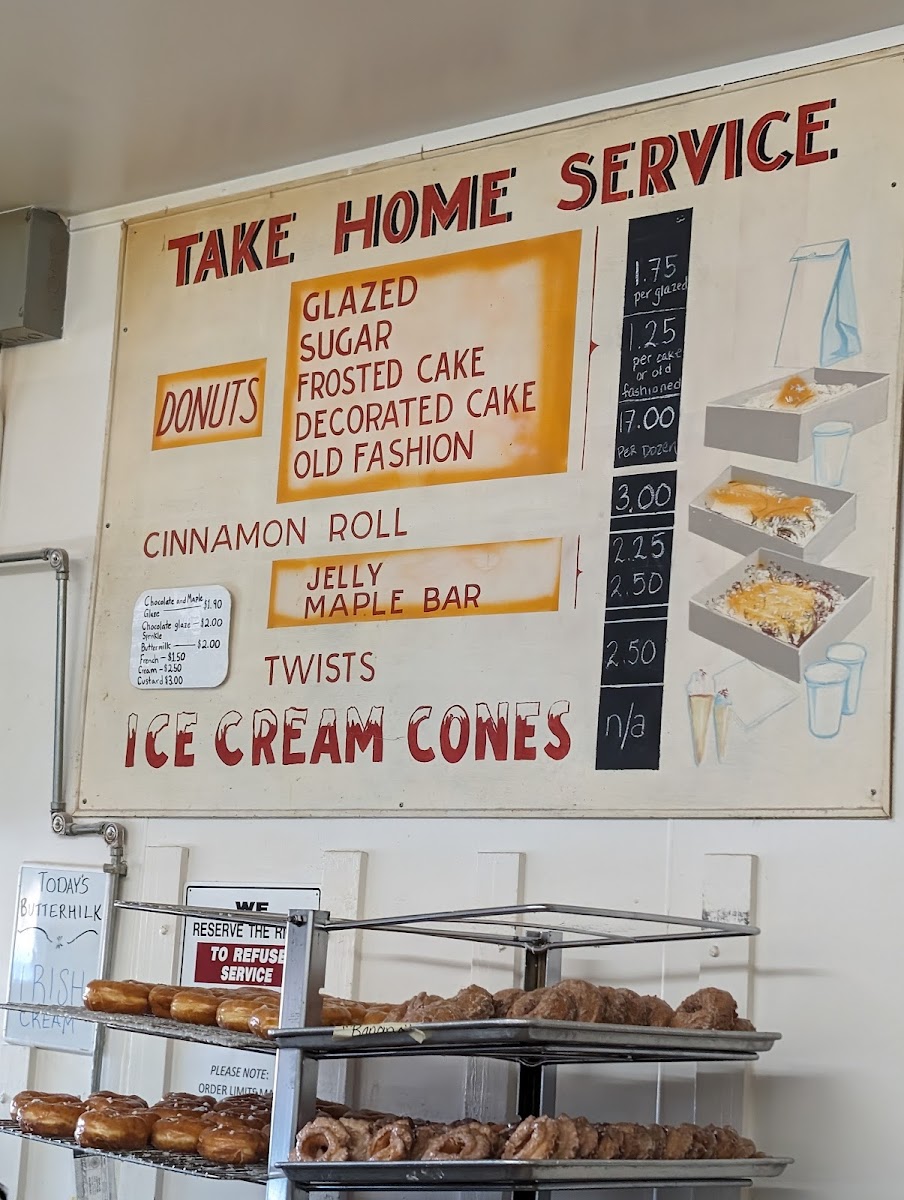 TAKE HOME SERVICE
DONUTS
GLAZED
SUGAR
FROSTED CAKE
DECORATED CAKE
OLD FASHION
1.75
per glazed
1.25
per cake
or old
fashioned
17.00
PER DOZEN
CINNAMON ROLL
3.00
JELLY
MAPLE BAR
2.25
2.50
TWISTS
2.50
ICE CREAM CONES
n/a
Chocolate and Maple
Glaze $1.90
Chocolate glaze - $2.00
Sprinkle
Buttermilk $2.00
French - $1.50
Cream - $2.50
Custard $3.00
TODAY'S
BUTTERMILK
IRISH
CREAM
WE
RESERVE THE
TO REFUSE
SERVICE
PLEASE NOTE:
ORDER LIMITS
Banana